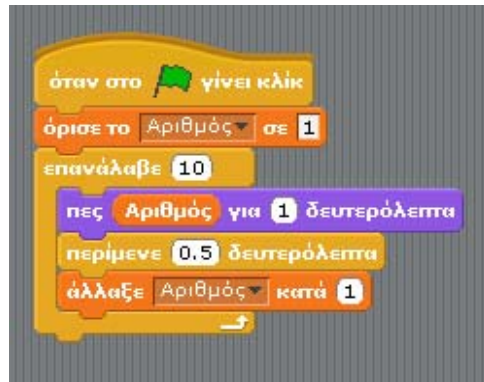 όταν στο γίνει κλίκ
όρισε το Αριθμός σε 1
επανάλαβε 10
πες Αριθμός για 1 δευτερόλεπτα
περίμενε 0.5 δευτερόλεπτα
άλλαξε Αριθμός κατά 1